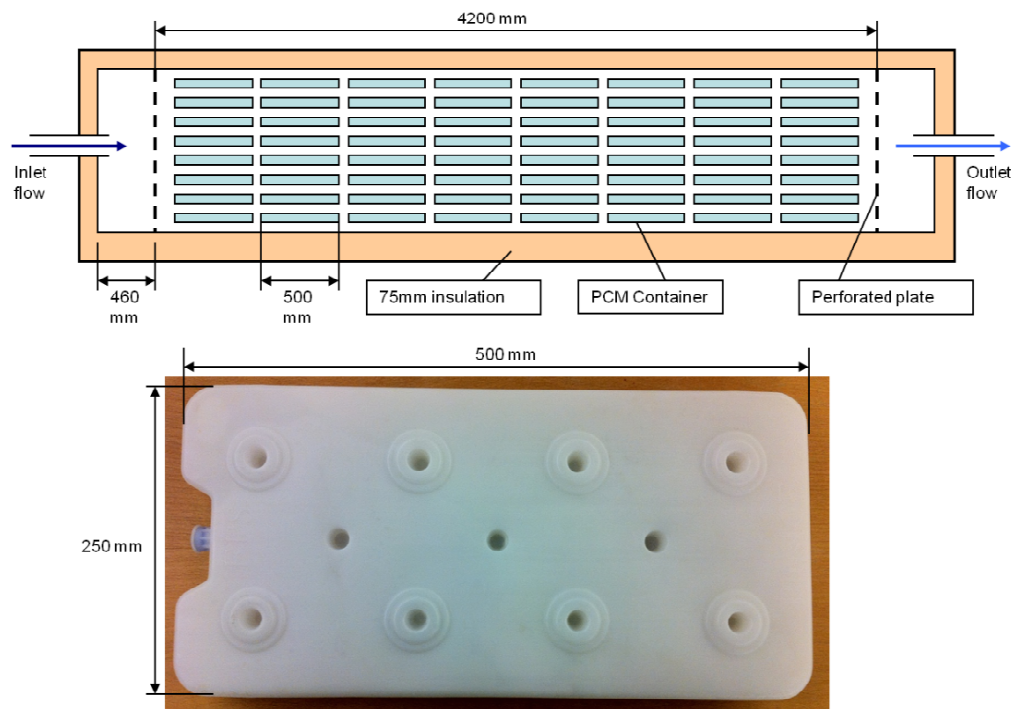 4200 mm
Inlet
flow
Outlet
flow
460
mm
500
mm
75mm insulation
PCM Container
Perforated plate
500 mm
250 mm